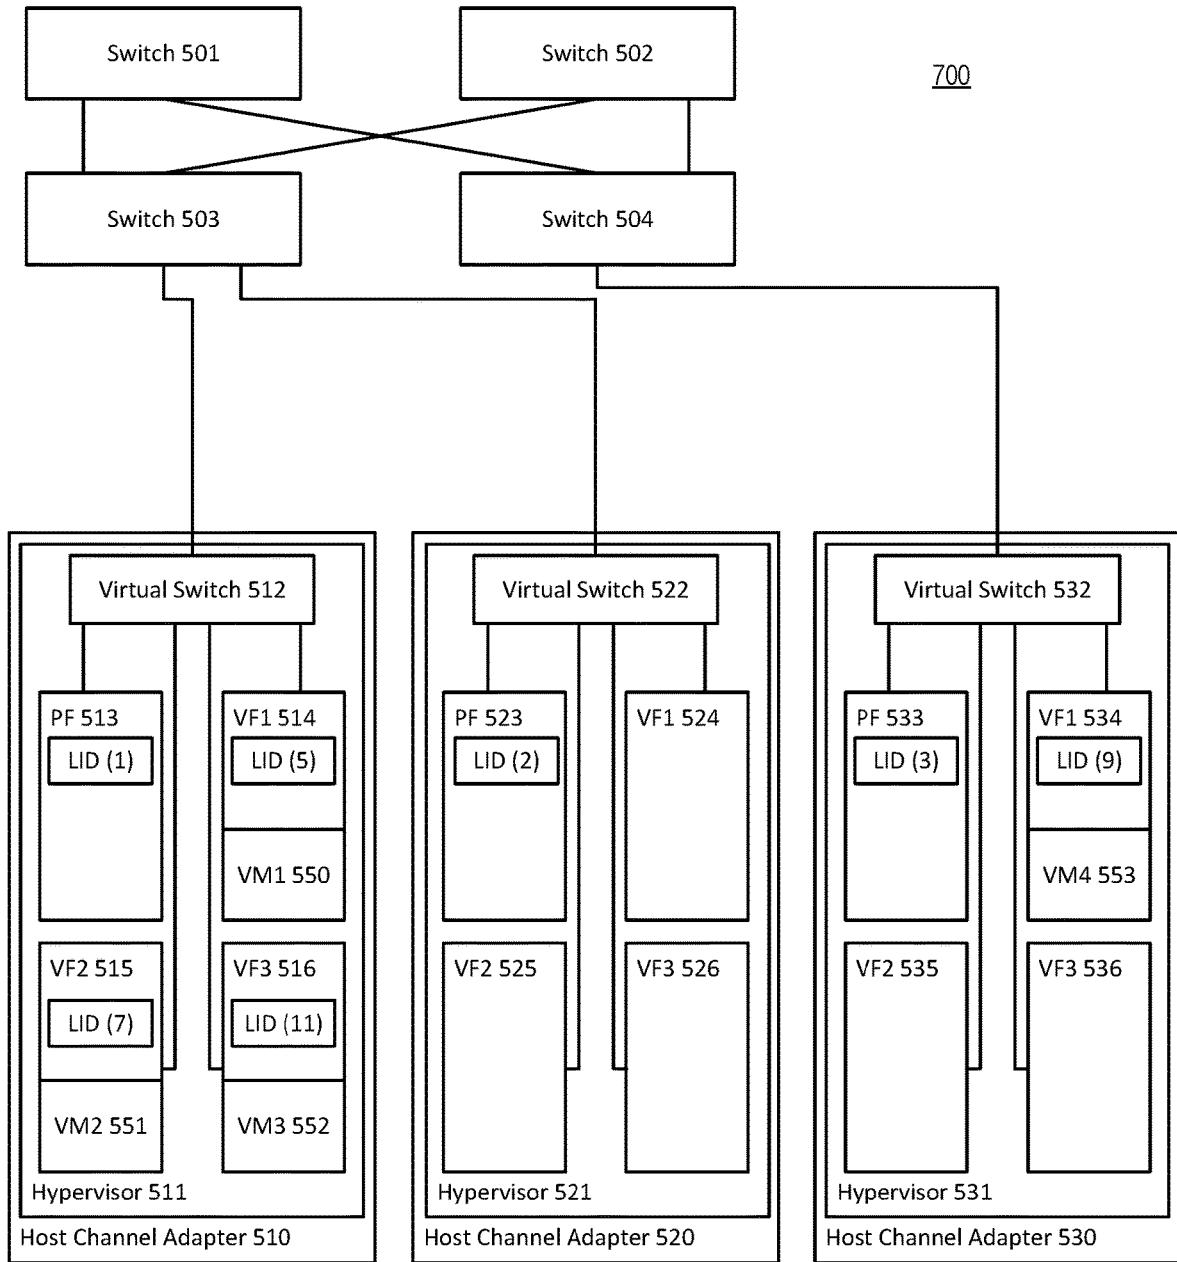 Switch 501
Switch 502
700
Switch 503
Switch 504
Virtual Switch 512
Virtual Switch 522
Virtual Switch 532
PF 513
LID (1)
VF1 514
LID (5)
VM1 550
VF2 515
LID (7)
VM2 551
VF3 516
LID (11)
VM3 552
Hypervisor 511
Host Channel Adapter 510
PF 523
LID (2)
VF1 524
VF2 525
VF3 526
Hypervisor 521
Host Channel Adapter 520
PF 533
LID (3)
VF1 534
LID (9)
VM4 553
VF2 535
VF3 536
Hypervisor 531
Host Channel Adapter 530